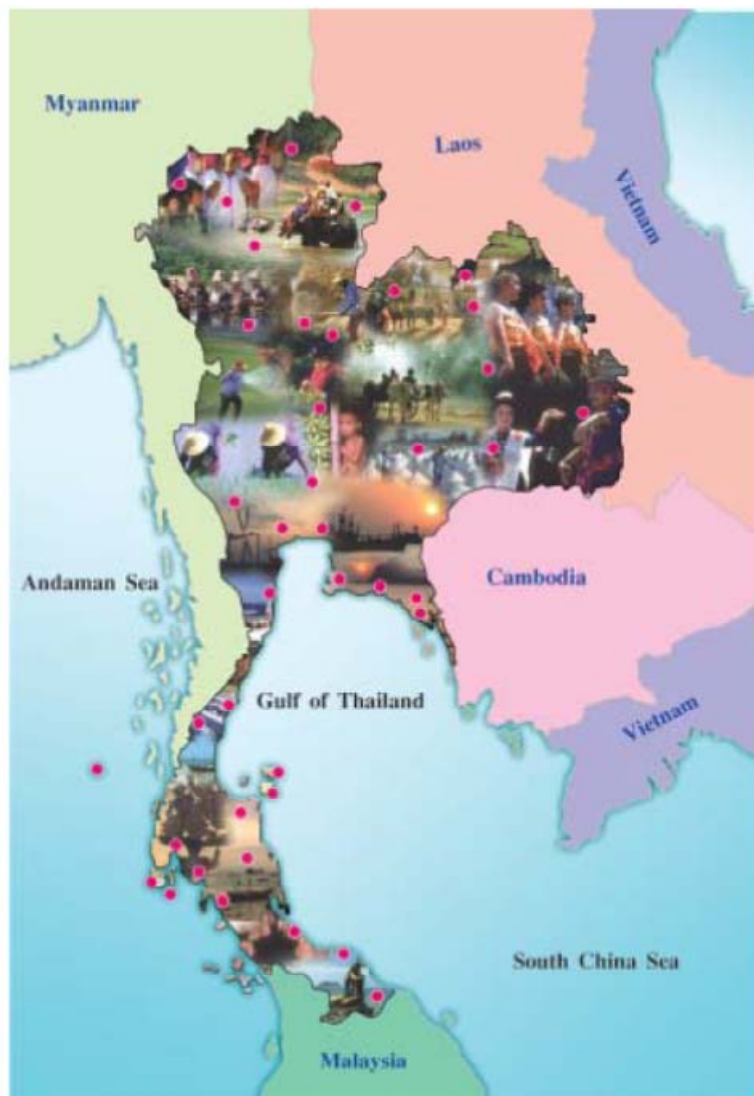 Myanmar
Laos
Vietnam
Andaman Sea
Cambodia
Gulf of Thailand
Vietnam
South China Sea
Malaysia